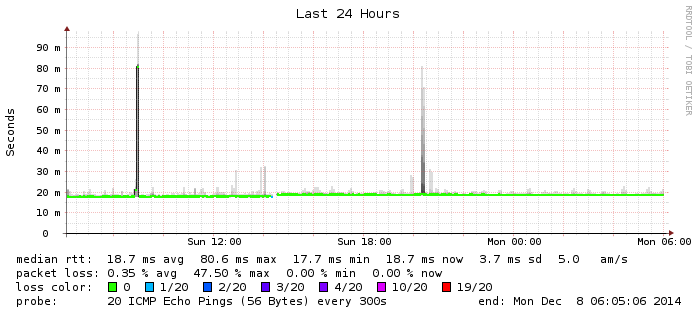 Last 24 Hours
RRDTOOL / TOBI OETIKER
Seconds
90 m
80 m
70 m
60 m
50 m
40 m
30 m
20 m
10 m
0
Sun 12:00 Sun 18:00 Mon 00:00 Mon 06:00
median rtt: 18.7 ms avg 80.6 ms max 17.7 ms min 18.7 ms now 3.7 ms sd 5.0 am/s
packet loss: 0.35 % avg 47.50 % max 0.00 % min 0.00 % now
loss color: 0 1/20 2/20 3/20 4/20 10/20 19/20
probe: 20 ICMP Echo Pings (56 Bytes) every 300s end: Mon Dec 8 06:05:06 2014